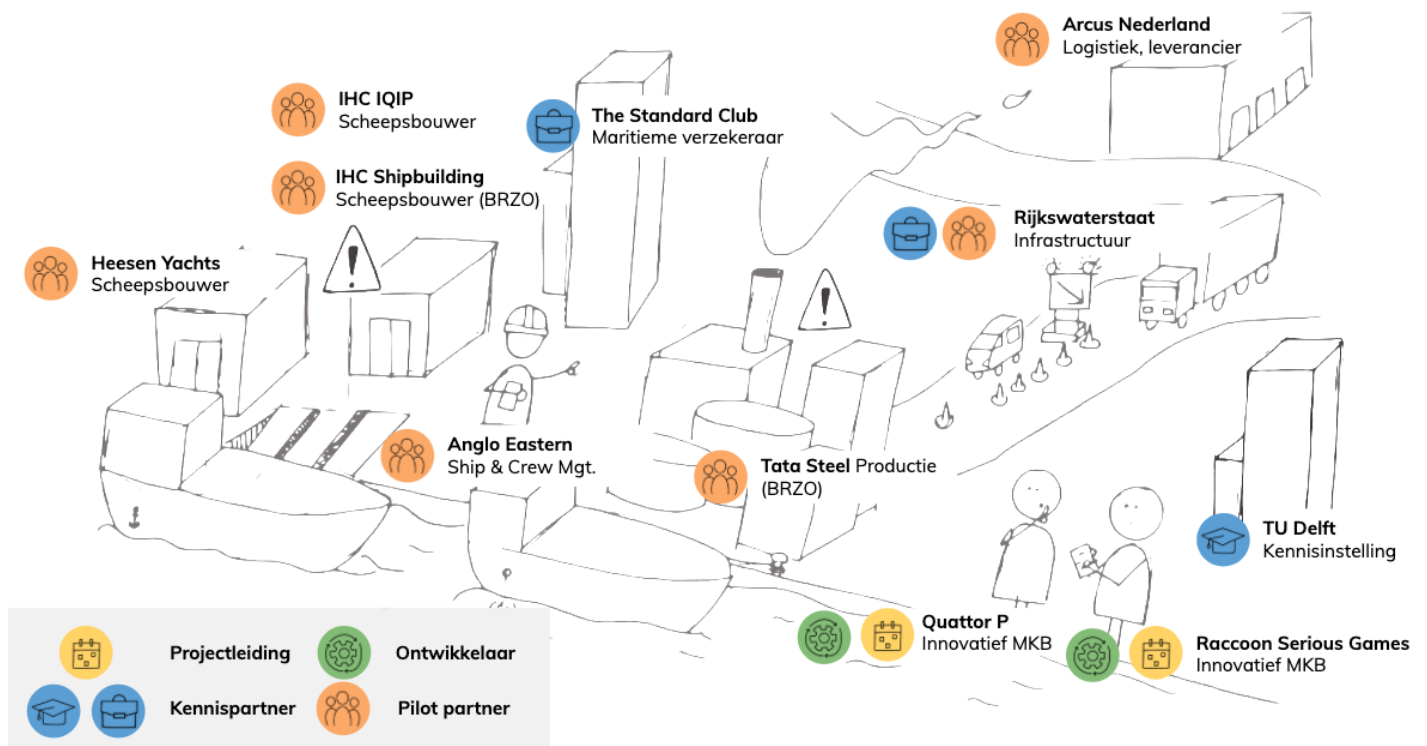 Arcus Nederland
Logistiek, leverancier
IHC IQIP
Scheepsbouwer
The Standard Club
Maritieme verzekeraar
IHC Shipbuilding
Scheepsbouwer (BRZO)
Rijkswaterstaat
Infrastructuur
Heesen Yachts
Scheepsbouwer
Anglo Eastern
Ship & Crew Mgt.
Tata Steel Productie
(BRZO)
TU Delft
Kennisinstelling
Quattor P
Innovatief MKB
Raccoon Serious Games
Innovatief MKB
Projectleiding
Ontwikkelaar
Kennispartner
Pilot partner